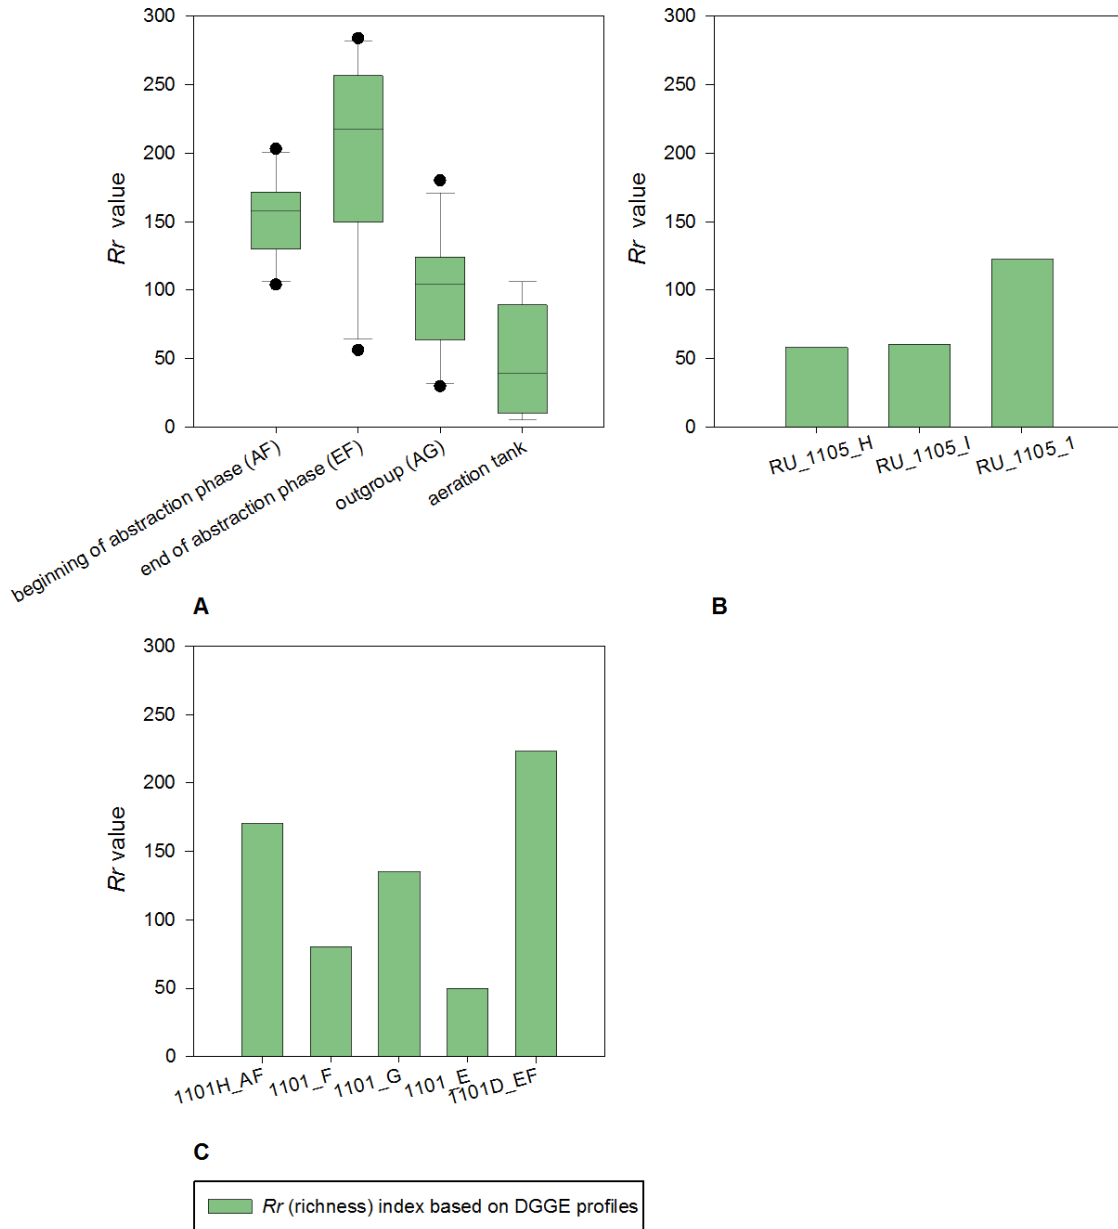 300
250
200
150
100
50
0
Rr value
beginning of abstraction phase (AF)
end of abstraction phase (EF)
outgroup (AG)
aeration tank
A
300
250
200
150
100
50
0
Rr value
RU_1105_H
RU_1105_I
RU_1105_1
B
300
250
200
150
100
50
0
Rr value
1101H_AF
1101_F
1101_G
1101_E
1101D_EF
C
Rr (richness) index based on DGGE profiles